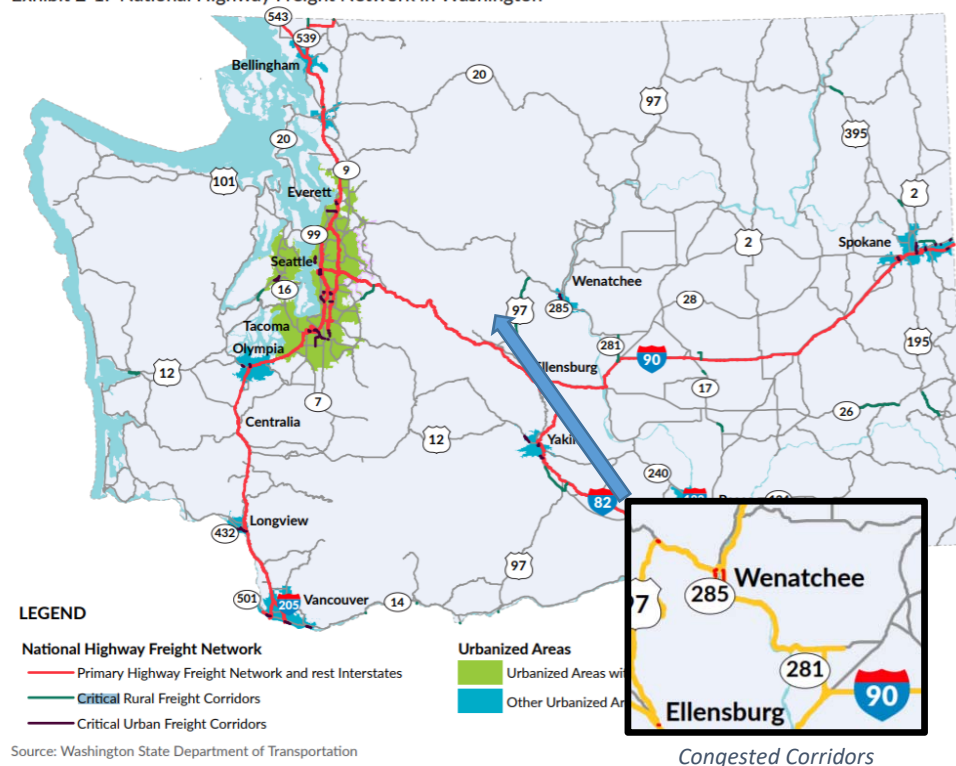 543
539
Bellingham
20
97
395
20
101
9
2
Everett
99
2
Spokane
Seattle
Wenatchee
16
97
285
28
Tacoma
281
90
195
Olympia
Ellensburg
12
17
7
26
Centralia
12
240
82
Longview
432
97
501
205
Vancouver
14
LEGEND
National Highway Freight Network
Primary Highway Freight Network and rest Interstates
Critical Rural Freight Corridors
Critical Urban Freight Corridors
Urbanized Areas
Urbanized Areas
Other Urbanized
Wenatchee
285
281
90
Ellensburg
Source: Washington State Department of Transportation
Congested Corridors